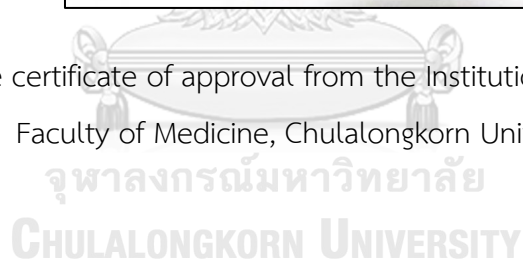 certificate of approval from the Institutio
Faculty of Medicine, Chulalongkorn Uni
จุฬาลงกรณ์มหาวิทยาลัย
CHULALONGKORN UNIVERSITY